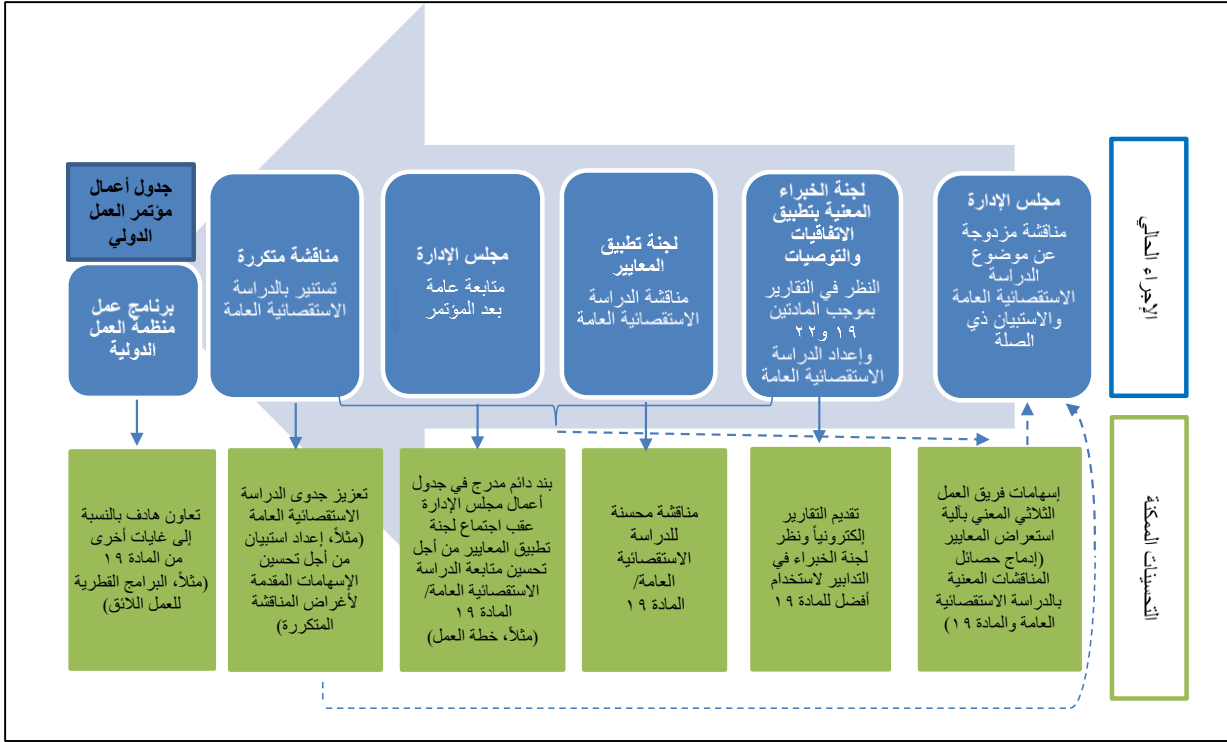 الإجراء الحالي
مجلس الإدارة
مناقشة مزدوجة
عن موضوع
الدراسة
الاستقصائية العامة
والاستبيان ذي
الصلة
لجنة الخبراء
المعنية بتطبيق
الاتفاقيات
والتوصيات
النظر في التقارير
بموجب المادتين
١٩ و٢٢
وإعداد الدراسة
الاستقصائية العامة
لجنة تطبيق
المعايير
مناقشة الدراسة
الاستقصائية العامة
مجلس الإدارة
متابعة عامة
بعد المؤتمر
مناقشة متكررة
تستنير بالدراسة
الاستقصائية العامة
جدول أعمال
مؤتمر العمل
الدولي
برنامج عمل
منظمة العمل
الدولية
التحسينات الممكنة
إسهامات فريق العمل
الثلاثي المعني بآلية
استعراض المعايير
(إدماج حصائل
المناقشات المعنية
بالدراسة الاستقصائية
العامة والمادة ١٩)
تقديم التقارير
إلكترونياً ونظر
لجنة الخبراء في
التدابير لاستخدام
أفضل للمادة ١٩
مناقشة محسنة
للدراسة
الاستقصائية
العامة/
المادة ١٩
بند دائم مدرج في جدول
أعمال مجلس الإدارة
عقب اجتماع لجنة
تطبيق المعايير من أجل
تحسين متابعة الدراسة
الاستقصائية العامة/
المادة ١٩
(مثلاً، خطة العمل)
تعزيز جدوى الدراسة
الاستقصائية العامة
(مثلاً، إعداد استبيان
من أجل تحسين
الإسهامات المقدمة
لأغراض المناقشة
المتكررة)
تعاون هادف بالنسبة
إلى غايات أخرى
من المادة ١٩
(مثلاً، البرامج القطرية
للعمل اللائق)